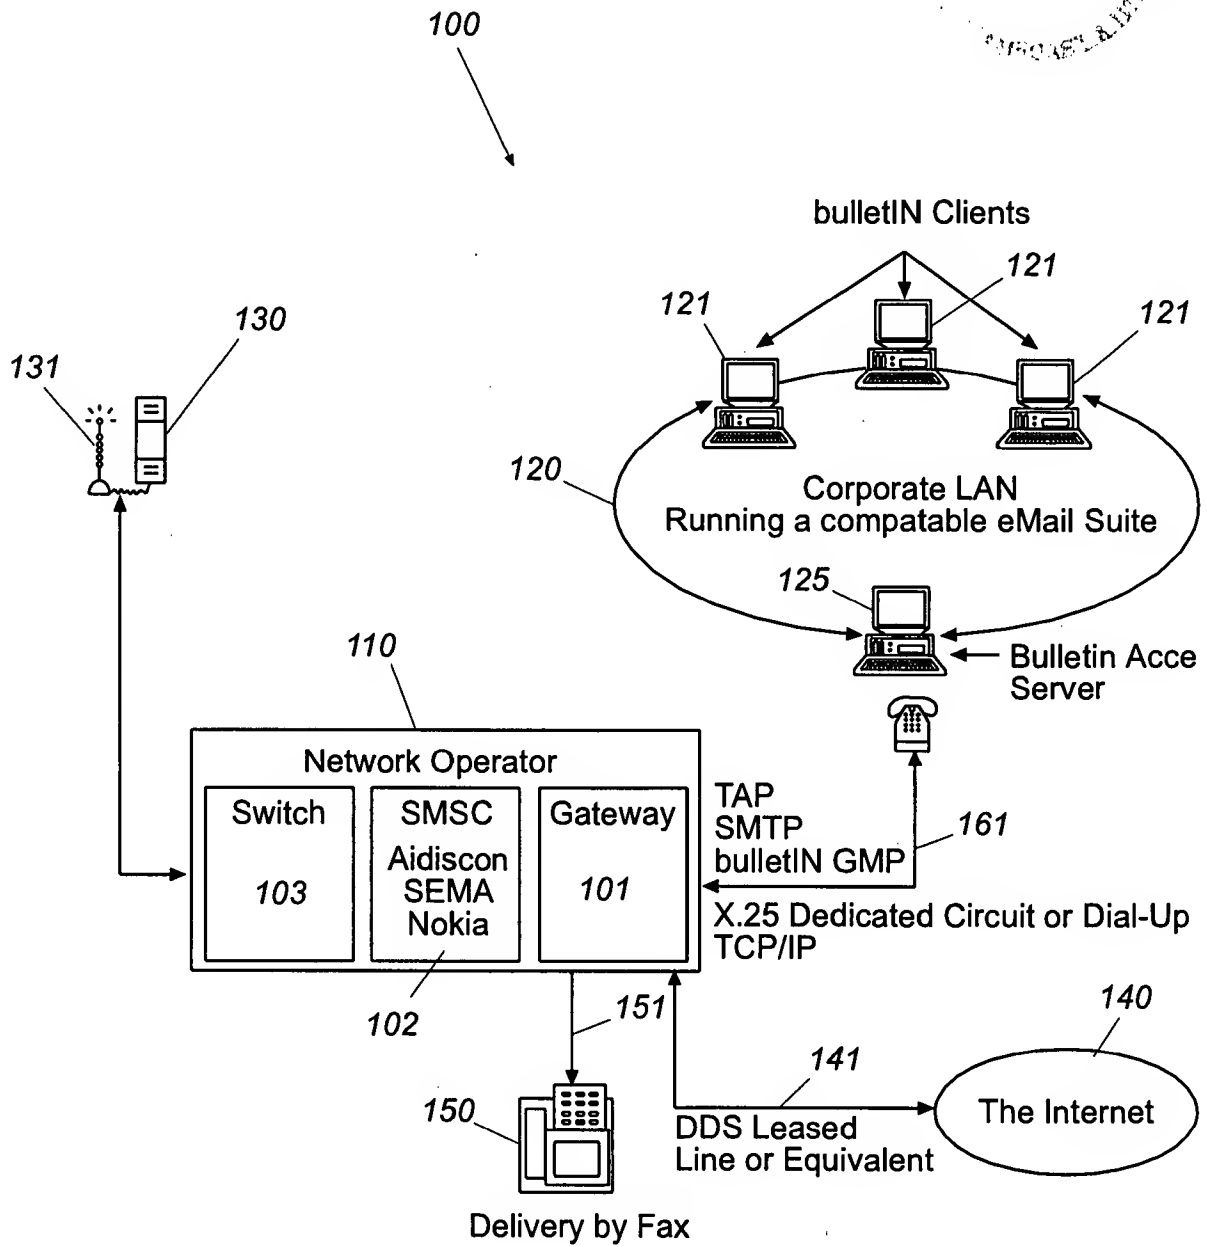 100
bulletIN Clients
121
121
121
130
131
120
Corporate LAN
Running a compatable eMail Suite
125
Bulletin Acce
Server
110
Network Operator
Switch
103
SMSC
Aidiscon
SEMA
Nokia
102
Gateway
101
TAP
SMTP
bulletIN GMP
161
X.25 Dedicated Circuit or Dial-Up
TCP/IP
151
140
141
The Internet
DDS Leased
Line or Equivalent
150
Delivery by Fax